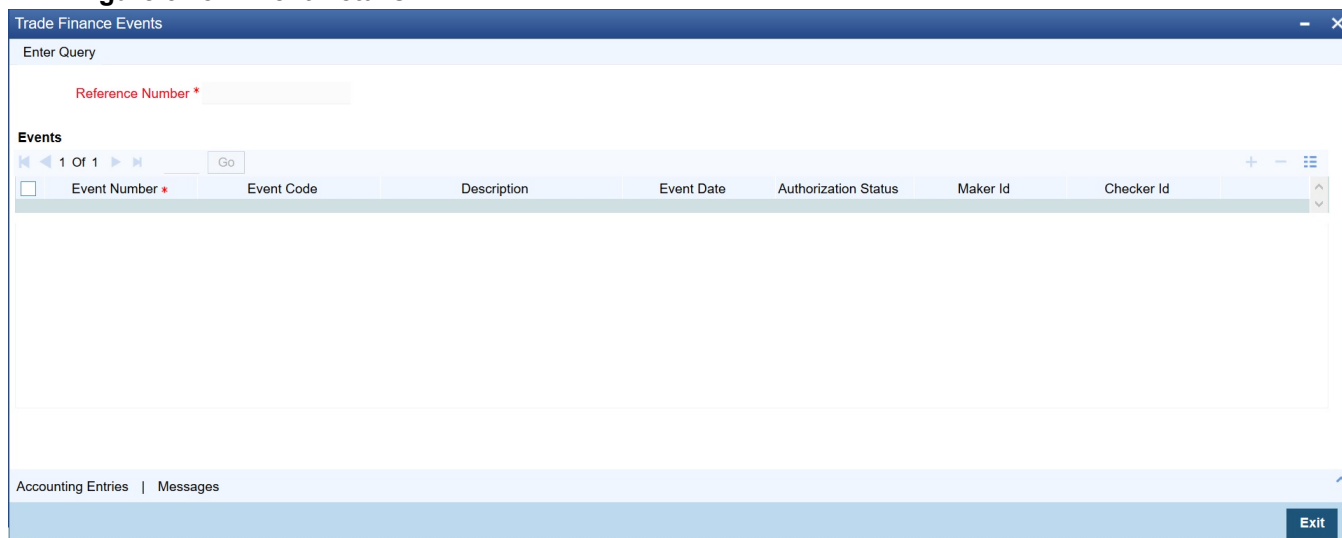 Trade Finance Events
Enter Query
Reference Number *
Events
1 Of 1 Go
Event Number * Event Code Description Event Date Authorization Status Maker Id Checker Id
Accounting Entries | Messages
Exit